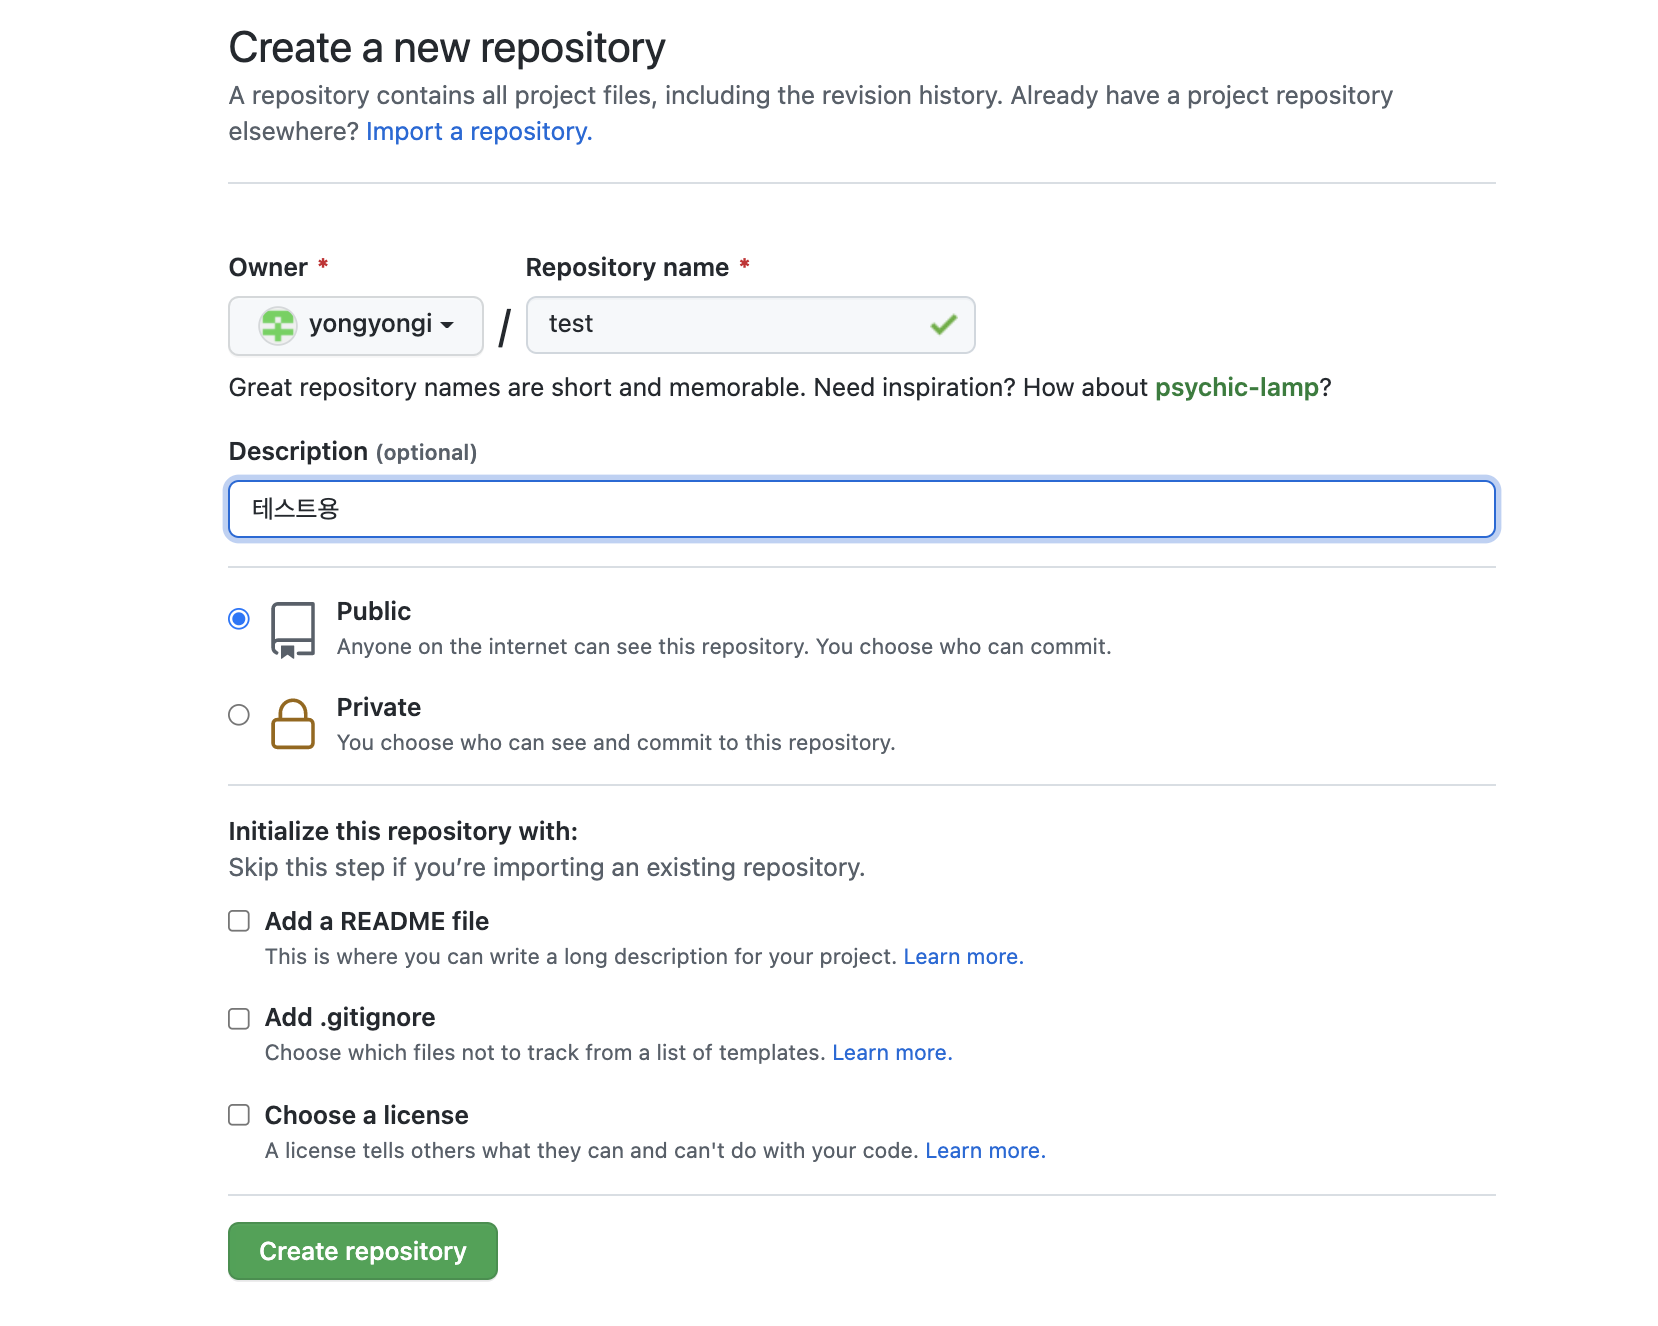 Create a new repository
A repository contains all project files, including the revision history. Already have a project repository
elsewhere? Import a repository.
Owner * Repository name *
yongyongi / test
Great repository names are short and memorable. Need inspiration? How about psychic-lamp?
Description (optional)
테스트용
Public
Anyone on the internet can see this repository. You choose who can commit.
Private
You choose who can see and commit to this repository.
Initialize this repository with:
Skip this step if you’re importing an existing repository.
Add a README file
This is where you can write a long description for your project. Learn more.
Add .gitignore
Choose which files not to track from a list of templates. Learn more.
Choose a license
A license tells others what they can and can't do with your code. Learn more.
Create repository